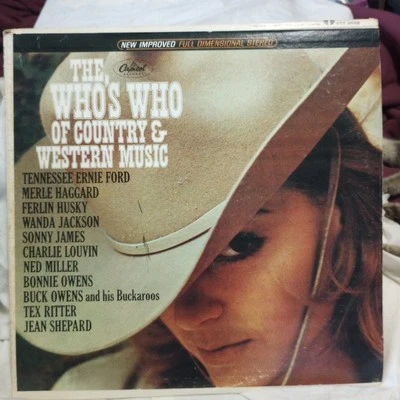 NEW IMPROVED FULL DIMENSIONAL STEREO
Capitol
THE WHO'S WHO
OF COUNTRY &
WESTERN MUSIC
TENNESSEE ERNIE FORD
MERLE HAGGARD
FERLIN HUSKY
WANDA JACKSON
SONNY JAMES
CHARLIE LOUVIN
NED MILLER
BONNIE OWENS
BUCK OWENS and his Buckaroos
TEX RITTER
JEAN SHEPARD